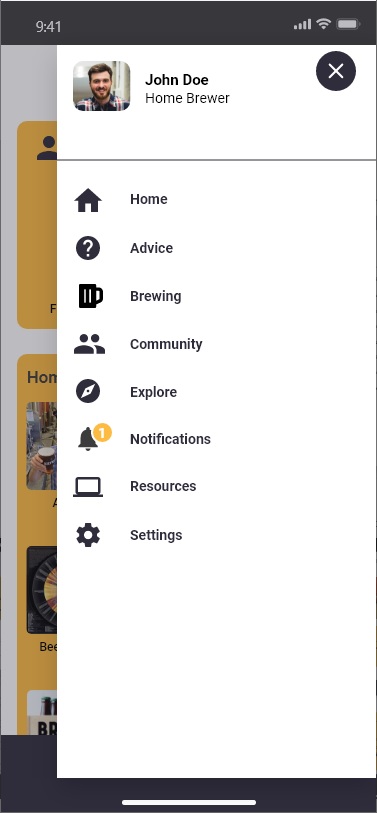 9:41
John Doe
Home Brewer
F
Home
Advice
Brewing
Community
Hom
Explore
1
Notifications
Resources
A
Settings
Bee
BR